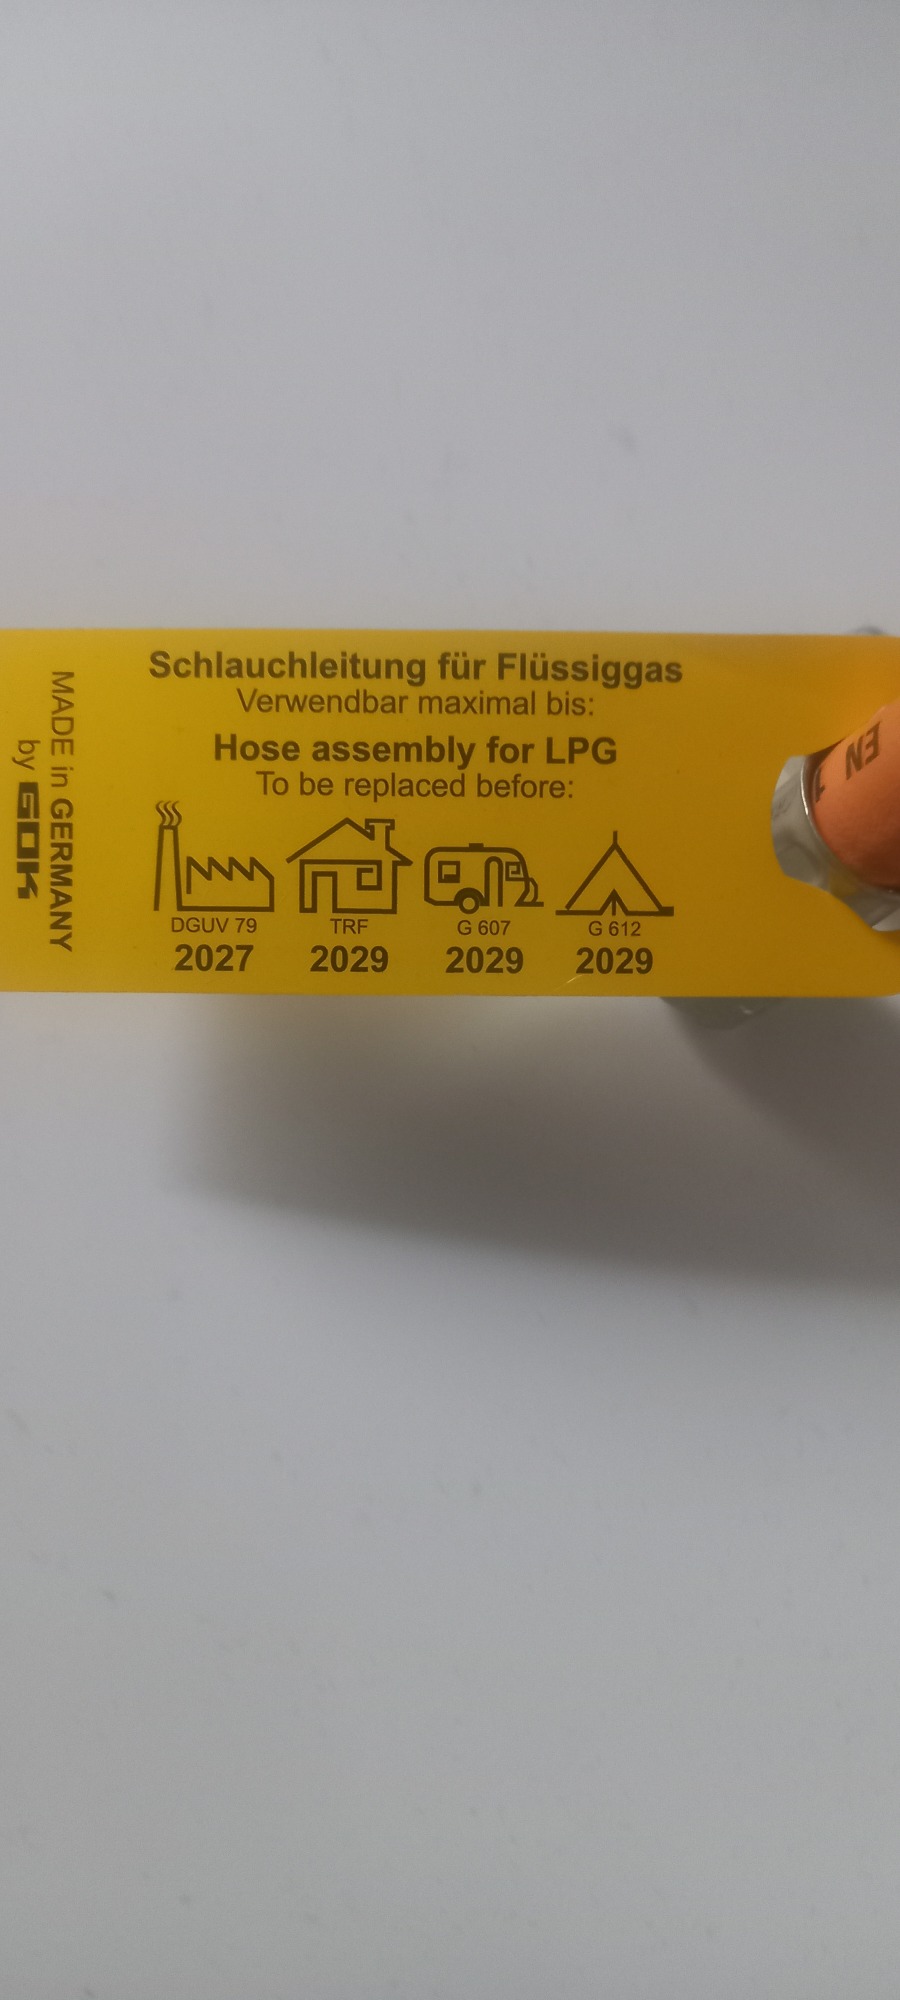 Schlauchleitung für Flüssiggas
Verwendbar maximal bis:
Hose assembly for LPG
To be replaced before:
DGUV 79 TRF G 607 G 612
2027 2029 2029 2029
MADE in GERMANY
by GOK
EN